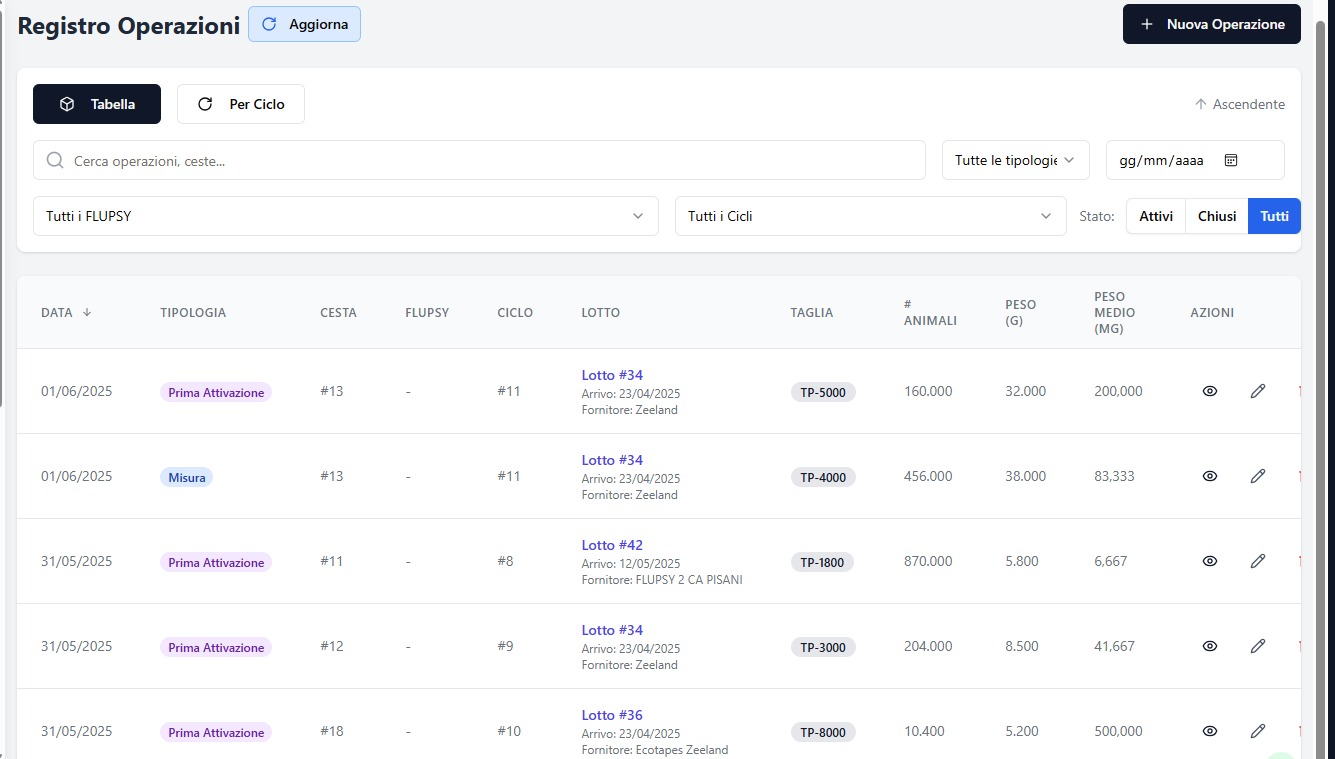 Registro Operazioni Aggiorna Nuova Operazione
Tabella Per Ciclo Ascendente
Cerca operazioni, ceste... Tutte le tipologie gg/mm/aaaa
Tutti i FLUPSY Tutti i Cicli Stato: Attivi Chiusi Tutti
DATA TIPOLOGIA CESTA FLUPSY CICLO LOTTO TAGLIA # ANIMALI PESO (G) PESO MEDIO (MG) AZIONI
01/06/2025 Prima Attivazione #13 - #11 Lotto #34 TP-5000 160.000 32.000 200,000
Arrivo: 23/04/2025
Fornitore: Zeeland
01/06/2025 Misura #13 - #11 Lotto #34 TP-4000 456.000 38.000 83,333
Arrivo: 23/04/2025
Fornitore: Zeeland
31/05/2025 Prima Attivazione #11 - #8 Lotto #42 TP-1800 870.000 5.800 6,667
Arrivo: 12/05/2025
Fornitore: FLUPSY 2 CA PISANI
31/05/2025 Prima Attivazione #12 - #9 Lotto #34 TP-3000 204.000 8.500 41,667
Arrivo: 23/04/2025
Fornitore: Zeeland
31/05/2025 Prima Attivazione #18 - #10 Lotto #36 TP-8000 10.400 5.200 500,000
Arrivo: 23/04/2025
Fornitore: Ecotapes Zeeland